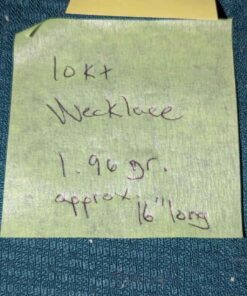 10kt
Necklace
1.96 gr.
approx. 16" long